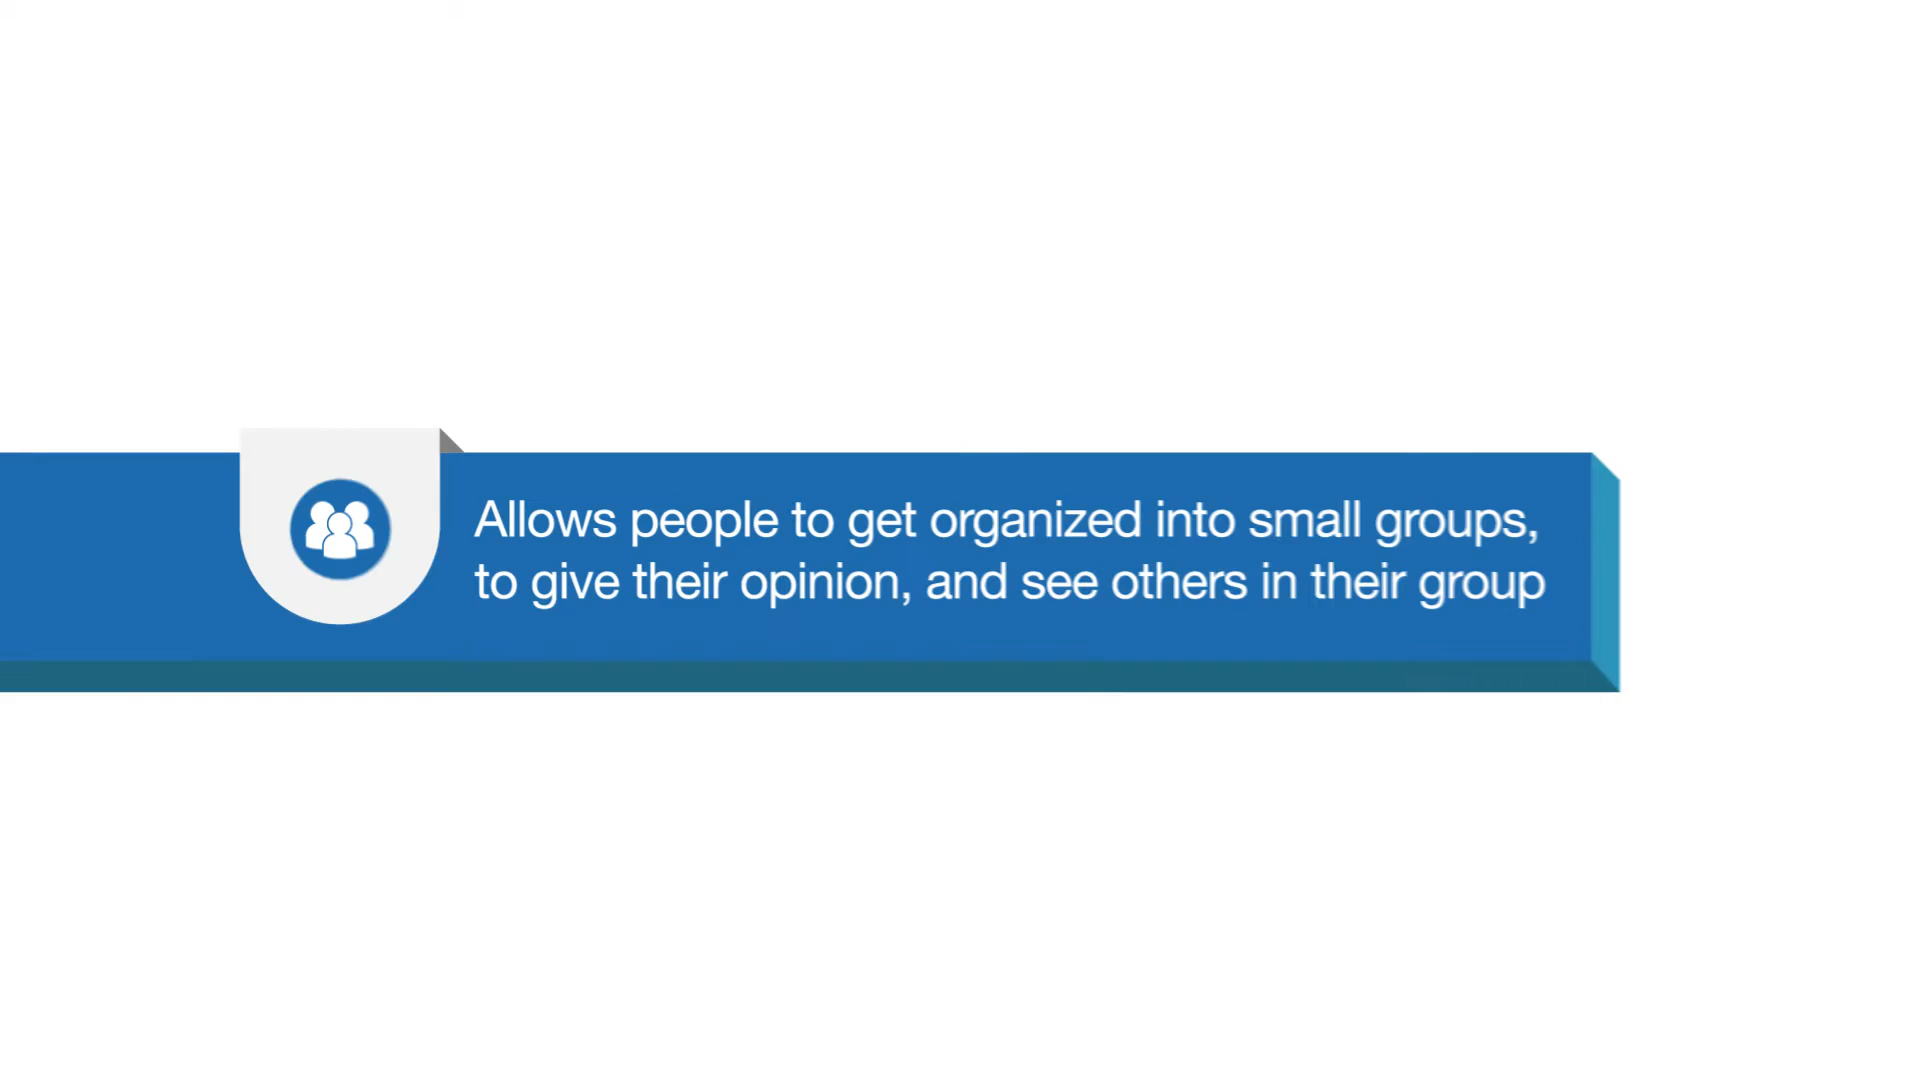 Allows people to get organized into small groups,
to give their opinion, and see others in their group